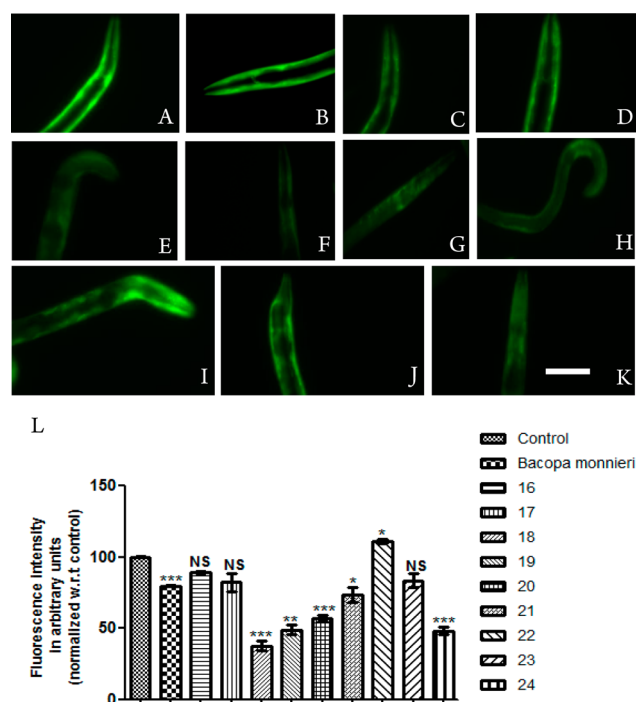 A
B
C
D
E
F
G
H
I
J
K
L
Fluorescence Intensity
In arbitrary units
(normalized w.r.t control)
150
100
50
0
***
NS
NS
***
**
***
*
*
NS
***
Control
Bacopa monnieri
16
17
18
19
20
21
22
23
24